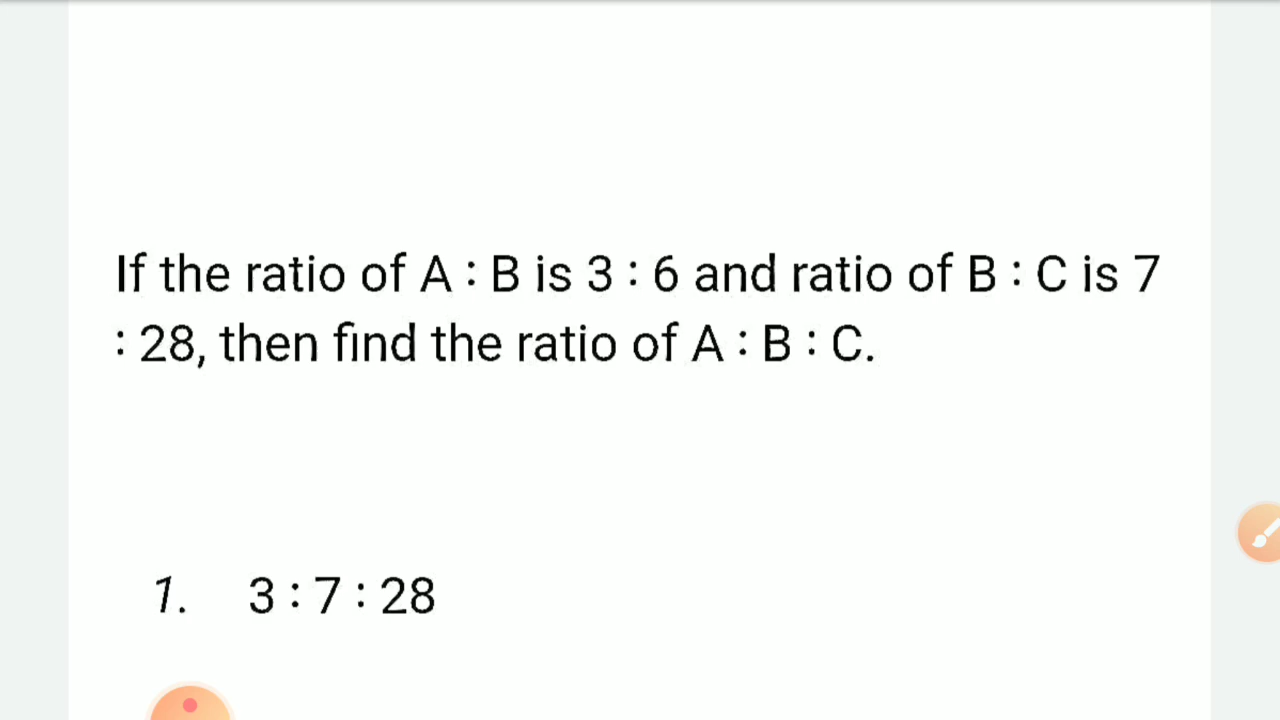 If the ratio of A : B is 3 : 6 and ratio of B : C is 7
: 28, then find the ratio of A : B : C.
1. 3 : 7 : 28